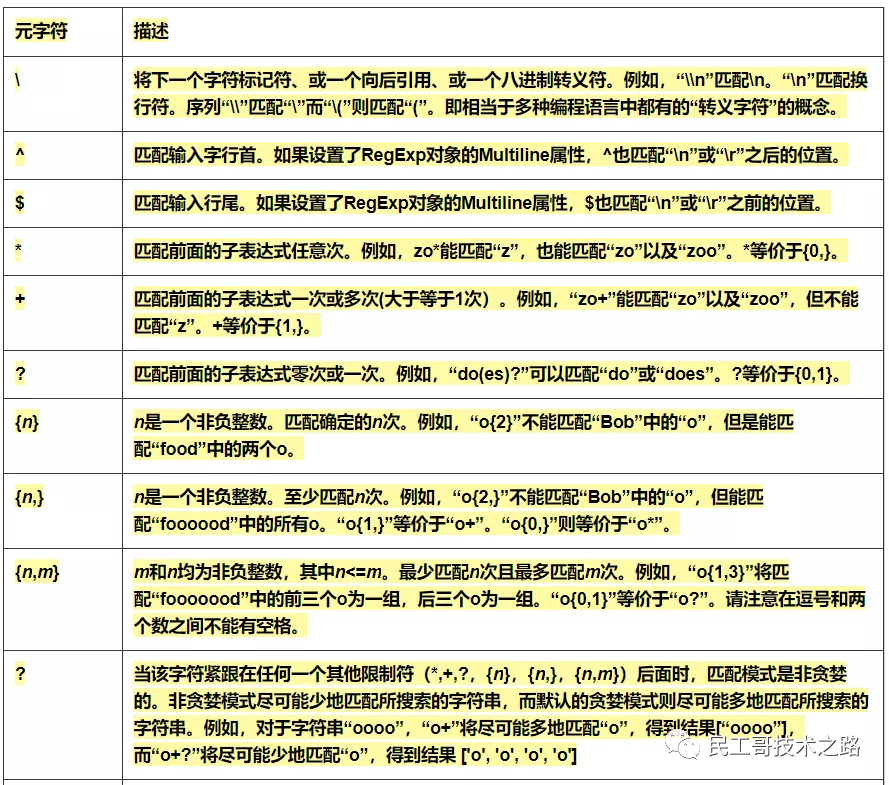 元字符 描述
\ 将下一个字符标记符、或一个向后引用、或一个八进制转义符。例如，“\\n”匹配\n。“\n”匹配换
行符。序列“\\”匹配“\”而“\(”则匹配“(”。即相当于多种编程语言中都有的“转义字符”的概念。
^ 匹配输入字行首。如果设置了RegExp对象的Multiline属性，^也匹配“\n”或“\r”之后的位置。
$ 匹配输入行尾。如果设置了RegExp对象的Multiline属性，$也匹配“\n”或“\r”之前的位置。
* 匹配前面的子表达式任意次。例如，zo*能匹配“z”，也能匹配“zo”以及“zoo”。*等价于{0,}。
+ 匹配前面的子表达式一次或多次(大于等于1次）。例如，“zo+”能匹配“zo”以及“zoo”，但不能
匹配“z”。+等价于{1,}。
? 匹配前面的子表达式零次或一次。例如，“do(es)?”可以匹配“do”或“does”。?等价于{0,1}。
{n} n是一个非负整数。匹配确定的n次。例如，“o{2}”不能匹配“Bob”中的“o”，但是能匹
配“food”中的两个o。
{n,} n是一个非负整数。至少匹配n次。例如，“o{2,}”不能匹配“Bob”中的“o”，但能匹
配“foooood”中的所有o。“o{1,}”等价于“o+”。“o{0,}”则等价于“o*”。
{n,m} m和n均为非负整数，其中n<=m。最少匹配n次且最多匹配m次。例如，“o{1,3}”将匹
配“fooooood”中的前三个o为一组，后三个o为一组。“o{0,1}”等价于“o?”。请注意在逗号和两
个数之间不能有空格。
? 当该字符紧跟在任何一个其他限制符（*,+,?，{n}，{n,}，{n,m}）后面时，匹配模式是非贪婪
的。非贪婪模式尽可能少地匹配所搜索的字符串，而默认的贪婪模式则尽可能多地匹配所搜索的
字符串。例如，对于字符串“oooo”，“o+”将尽可能多地匹配“o”，得到结果[“oooo”]，
而“o+?”将尽可能少地匹配“o”，得到结果 ['o', 'o', 'o', 'o']
民工哥技术之路